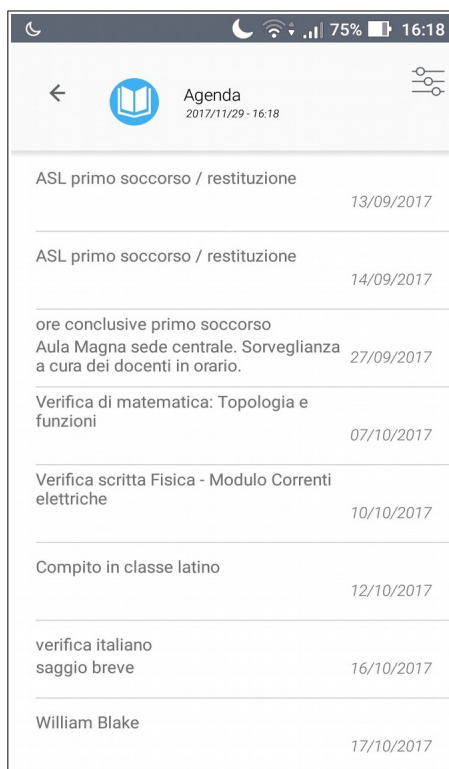 75% 16:18
Agenda
2017/11/29 - 16:18
ASL primo soccorso / restituzione
13/09/2017
ASL primo soccorso / restituzione
14/09/2017
ore conclusive primo soccorso
Aula Magna sede centrale. Sorveglianza
a cura dei docenti in orario.
27/09/2017
Verifica di matematica: Topologia e
funzioni
07/10/2017
Verifica scritta Fisica - Modulo Correnti
elettriche
10/10/2017
Compito in classe latino
12/10/2017
verifica italiano
saggio breve
16/10/2017
William Blake
17/10/2017